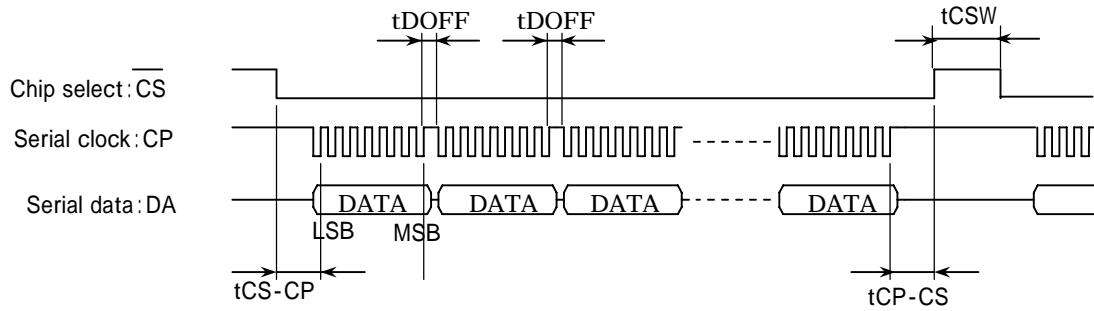 tDOFF tDOFF tCSW
Chip select: C̅S̅
Serial clock: CP
Serial data: DA DATA DATA DATA DATA
LSB MSB
tCS-CP tCP-CS